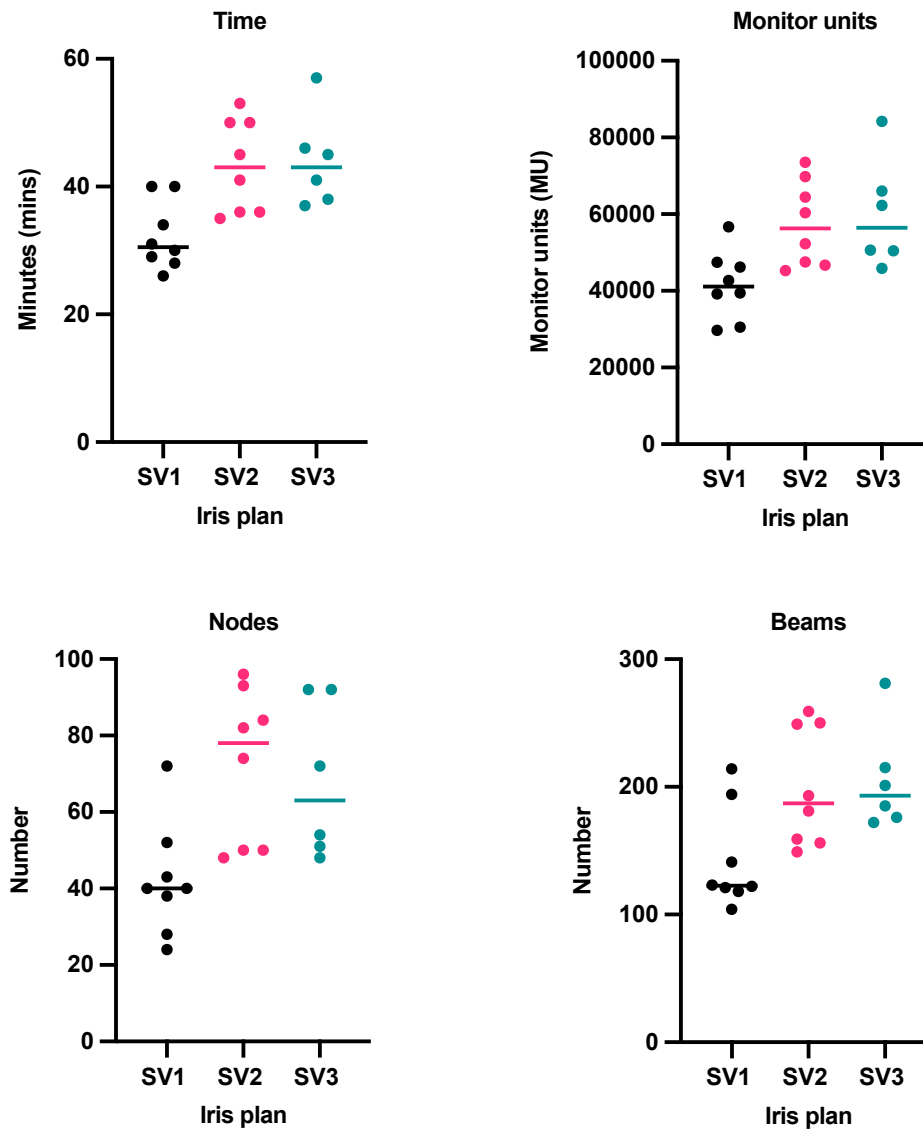 Time
Minutes (mins)
60
40
20
0
SV1 SV2 SV3
Iris plan
Monitor units
Monitor units (MU)
100000
80000
60000
40000
20000
0
SV1 SV2 SV3
Iris plan
Nodes
Number
100
80
60
40
20
0
SV1 SV2 SV3
Iris plan
Beams
Number
300
200
100
0
SV1 SV2 SV3
Iris plan